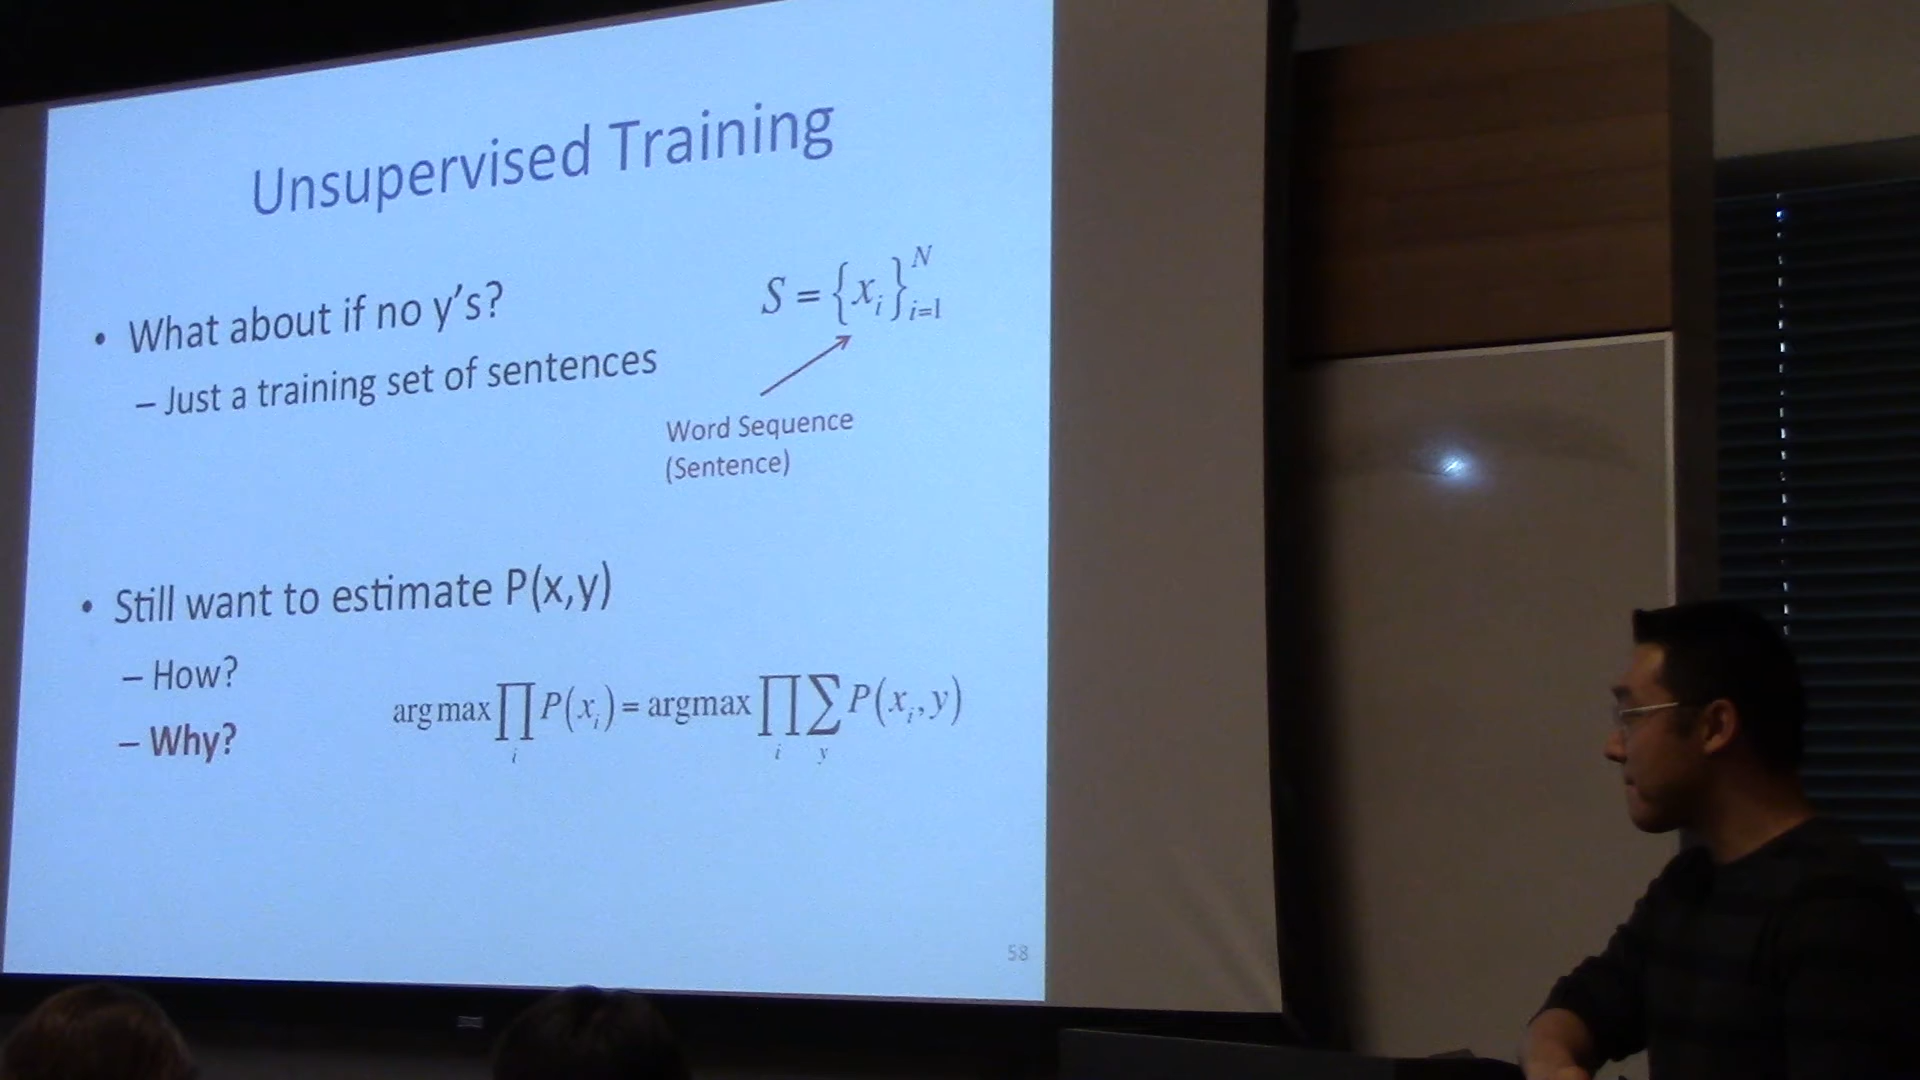 Unsupervised Training
• What about if no y's?
– Just a training set of sentences
S = {x_i}_{i=1}^N
Word Sequence
(Sentence)
• Still want to estimate P(x,y)
– How?
– Why?
argmax ∏_i P(x_i) = argmax ∏_i ∑_y P(x_i, y)
58